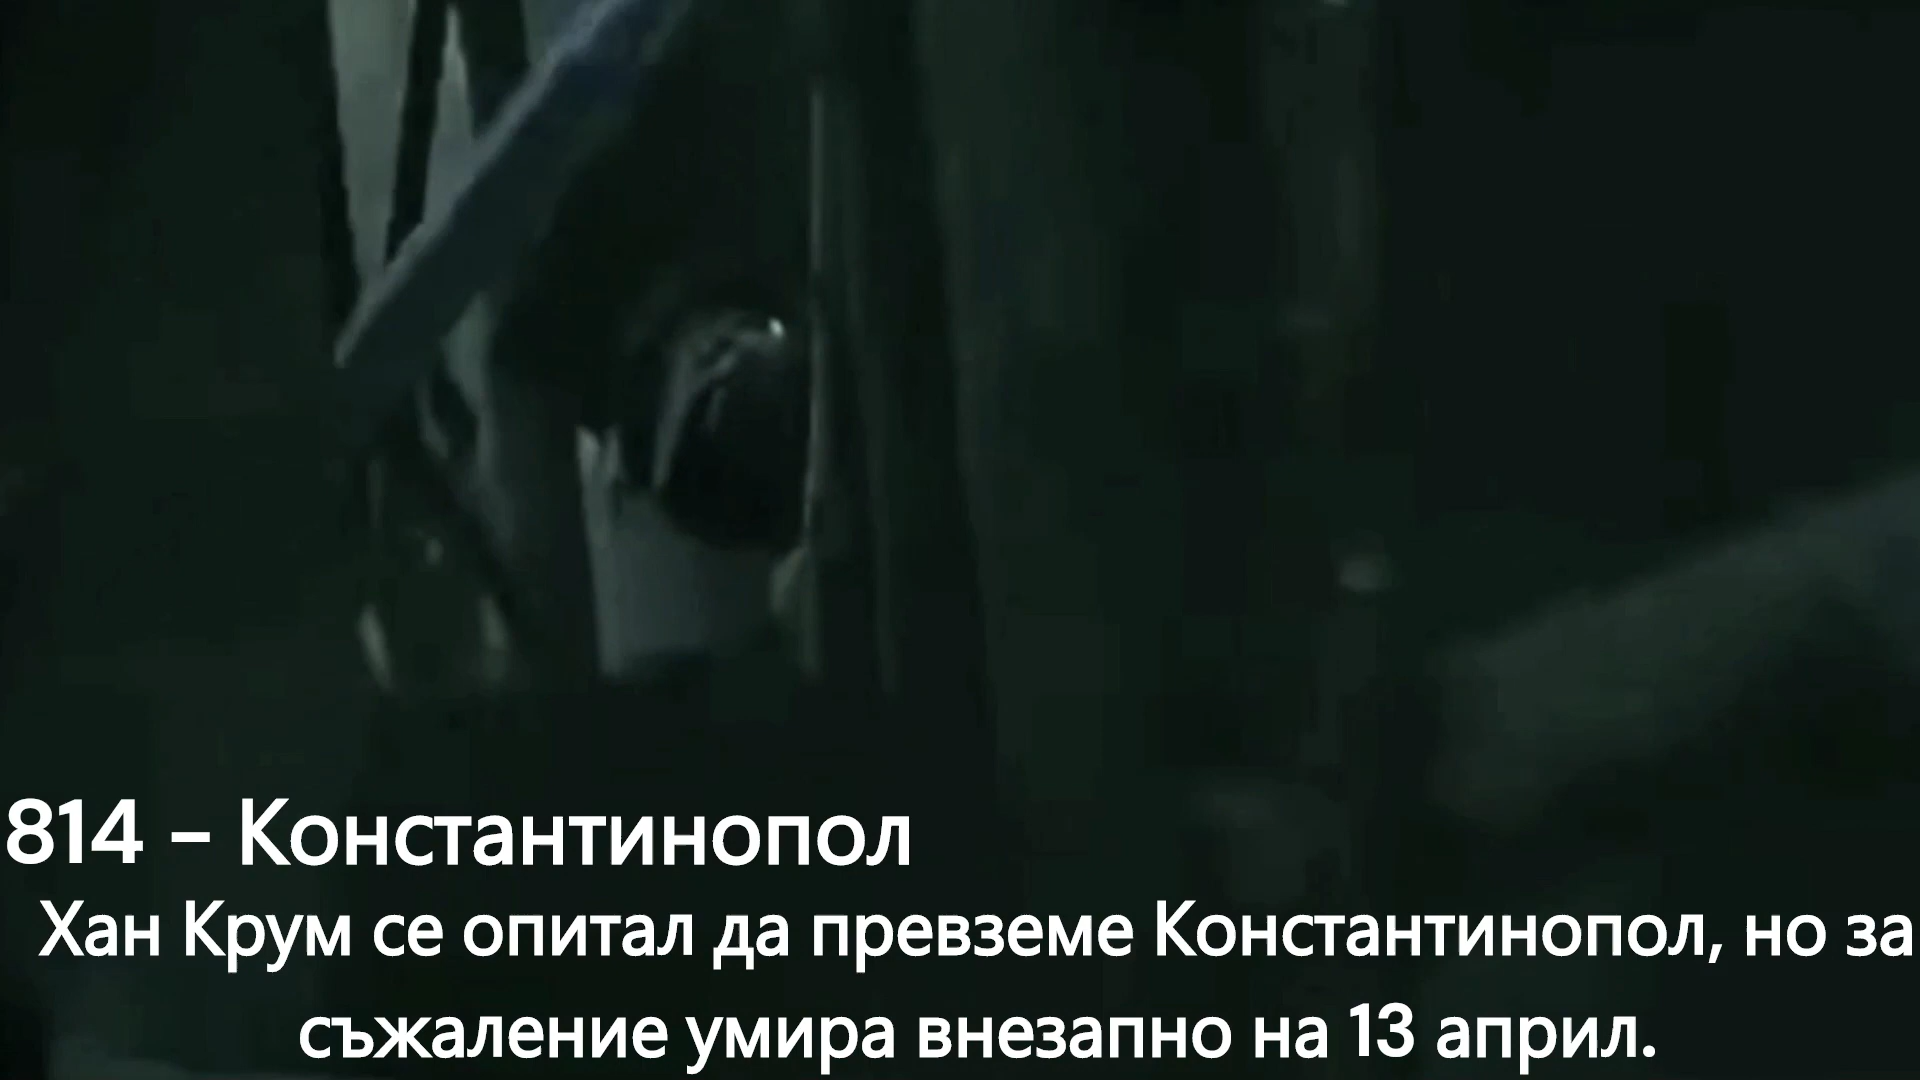 814 – Константинопол
Хан Крум се опитал да превземе Константинопол, но за
съжаление умира внезапно на 13 април.